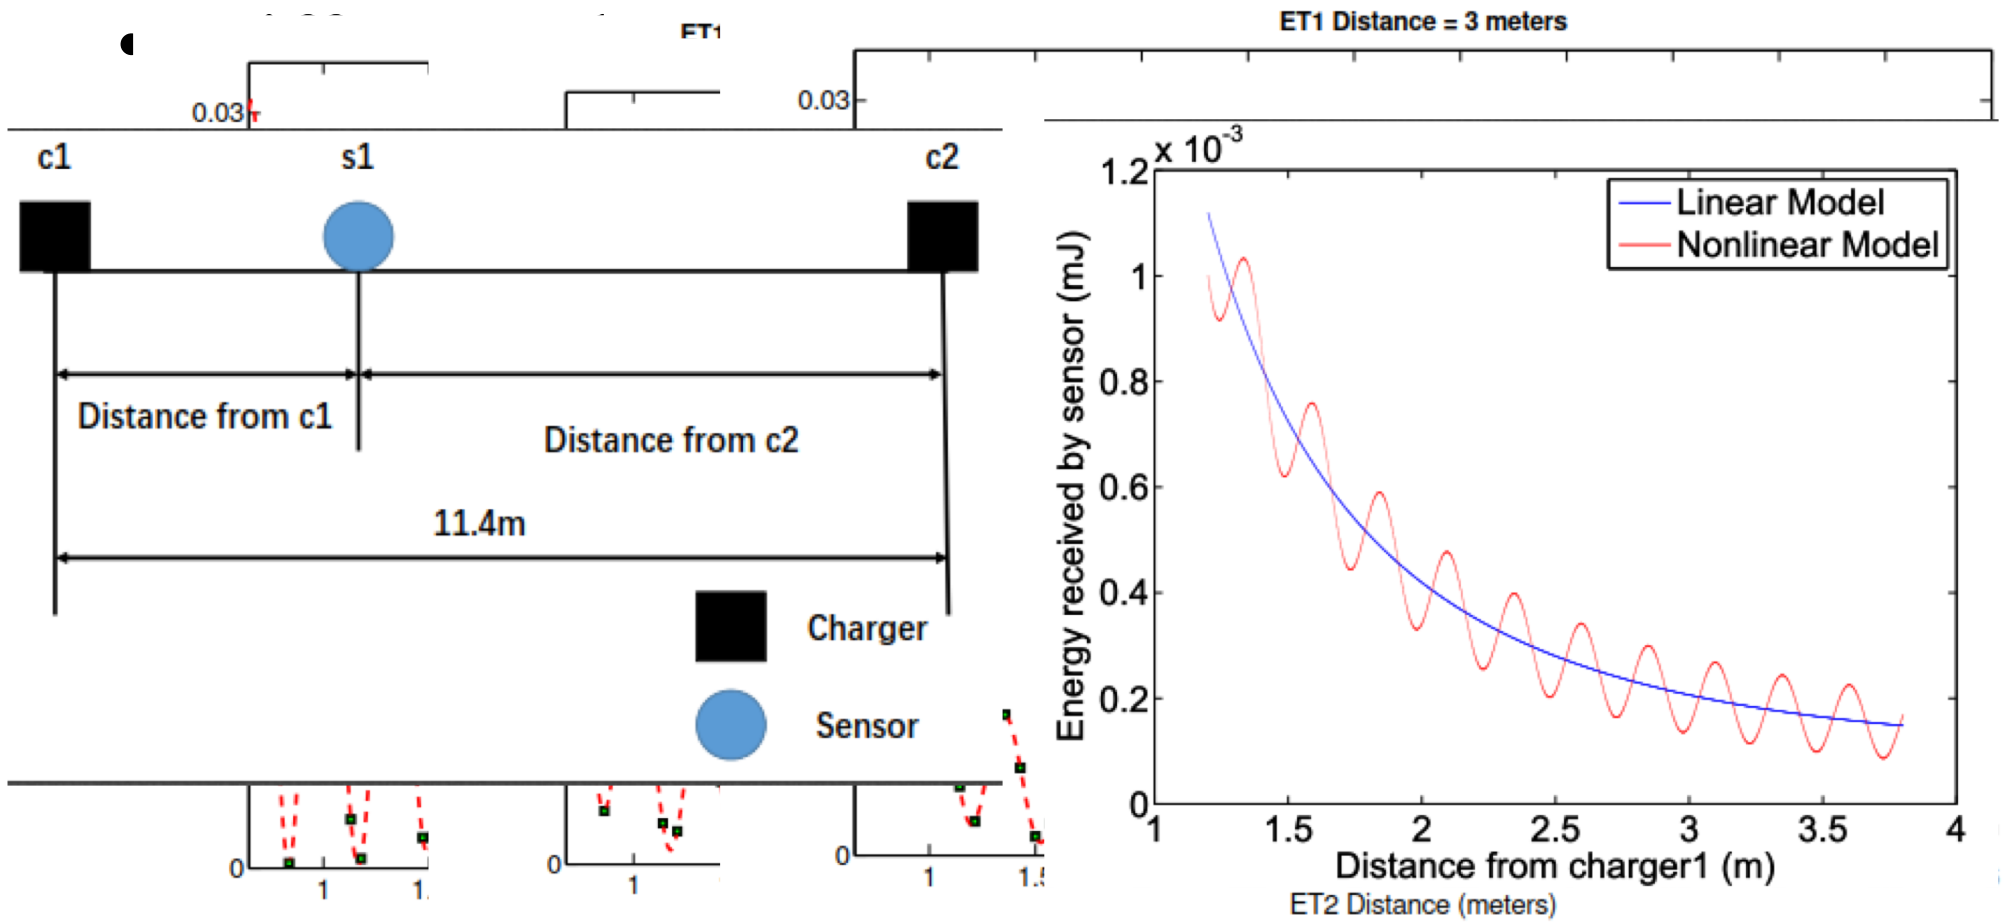 ET1
ET1 Distance = 3 meters
0.03
0.03
c1
s1
c2
Distance from c1
Distance from c2
11.4m
Charger
Sensor
x 10⁻³
1.2
1
0.8
0.6
0.4
0.2
0
Linear Model
Nonlinear Model
Energy received by sensor (mJ)
1 1.5 2 2.5 3 3.5 4
Distance from charger1 (m)
ET2 Distance (meters)
0
1
0
1
0
1